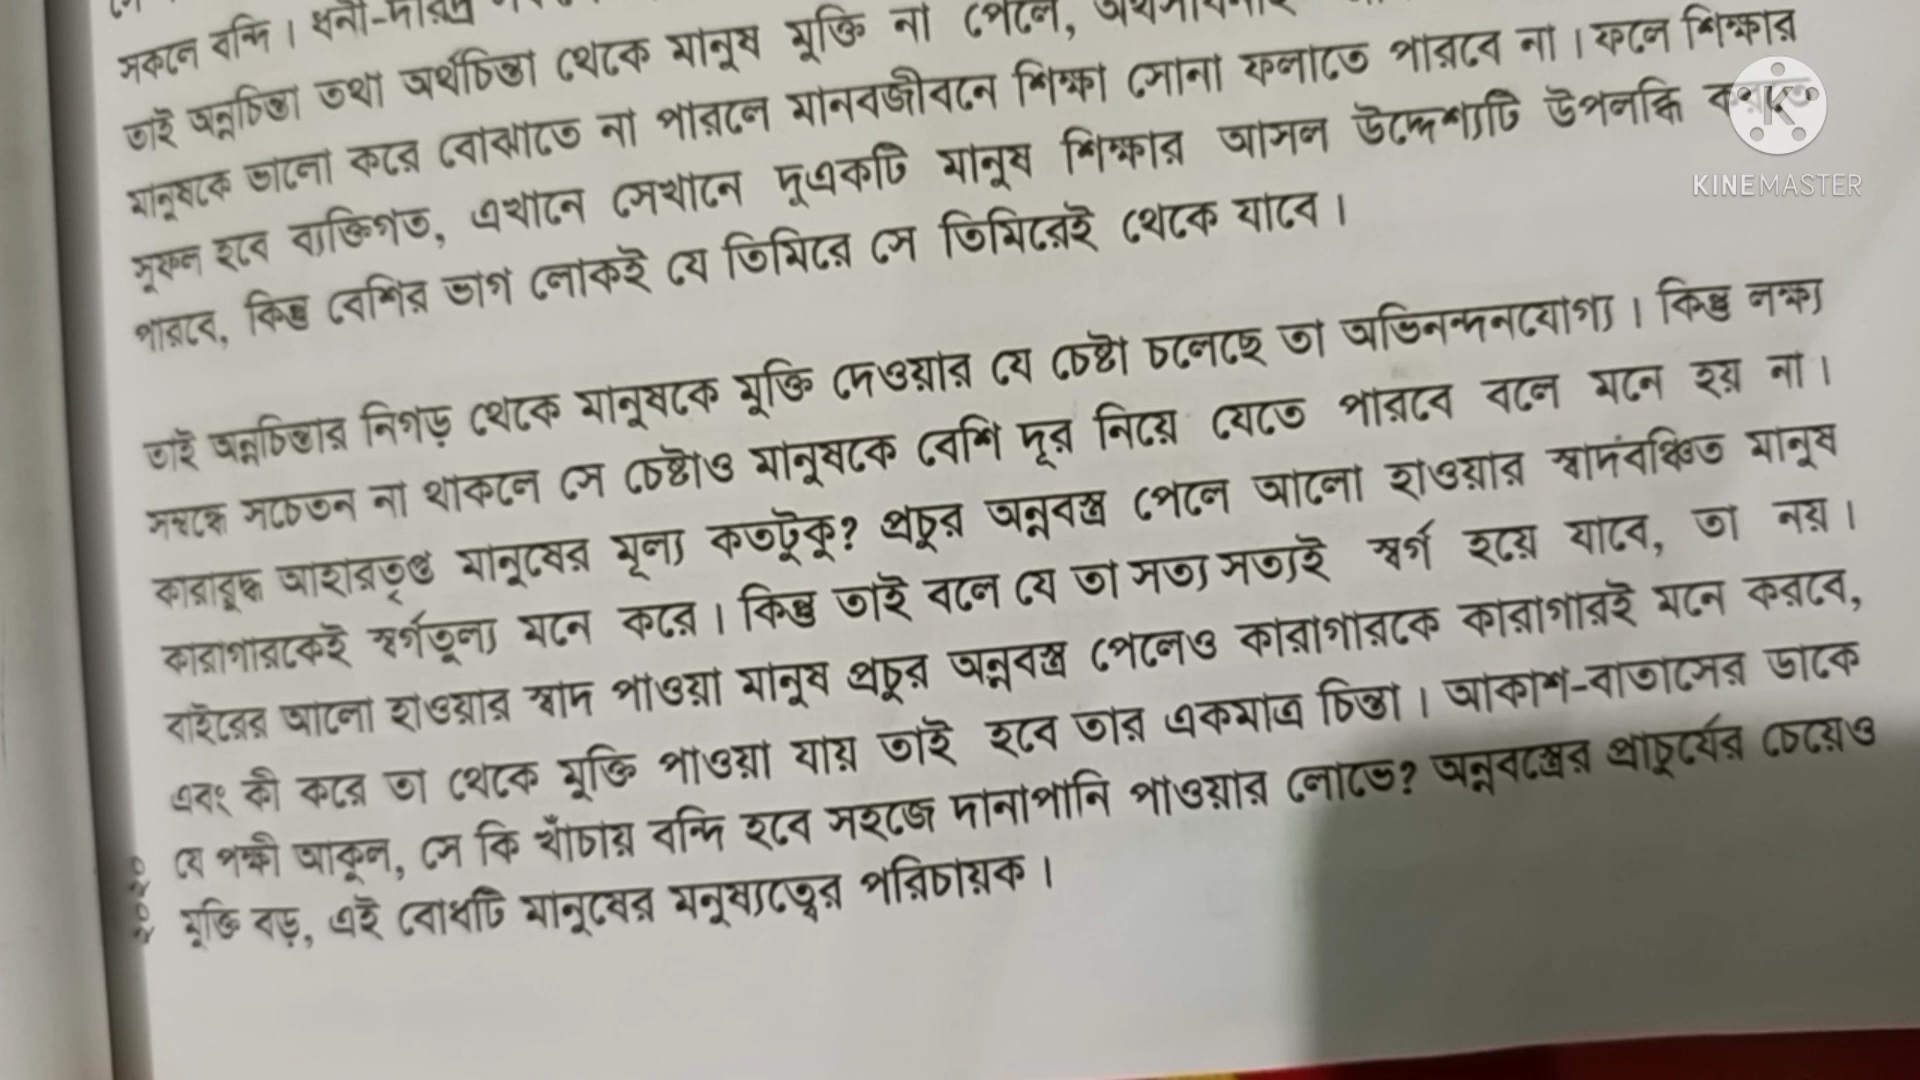 সকলে বন্দি। ধনী-দরিদ্র
তাই অন্নচিন্তা তথা অর্থচিন্তা থেকে মানুষ মুক্তি না পেলে,
মানুষকে ভালো করে বোঝাতে না পারলে মানবজীবনে শিক্ষা সোনা ফলাতে পারবে না। ফলে শিক্ষার
সুফল হবে ব্যক্তিগত, এখানে সেখানে দুএকটি মানুষ শিক্ষার আসল উদ্দেশ্যটি উপলব্ধি করতে
পারবে, কিন্তু বেশির ভাগ লোকই যে তিমিরে সে তিমিরেই থেকে যাবে।
তাই অন্নচিন্তার নিগড় থেকে মানুষকে মুক্তি দেওয়ার যে চেষ্টা চলেছে তা অভিনন্দনযোগ্য। কিন্তু লক্ষ্য
সম্বন্ধে সচেতন না থাকলে সে চেষ্টাও মানুষকে বেশি দূর নিয়ে যেতে পারবে বলে মনে হয় না।
কারারুদ্ধ আহারতৃপ্ত মানুষের মূল্য কতটুকু? প্রচুর অন্নবস্ত্র পেলে আলো হাওয়ার স্বাদবঞ্চিত মানুষ
কারাগারকেই স্বর্গতুল্য মনে করে। কিন্তু তাই বলে যে তা সত্য সত্যই স্বর্গ হয়ে যাবে, তা নয়।
বাইরের আলো হাওয়ার স্বাদ পাওয়া মানুষ প্রচুর অন্নবস্ত্র পেলেও কারাগারকে কারাগারই মনে করবে,
এবং কী করে তা থেকে মুক্তি পাওয়া যায় তাই হবে তার একমাত্র চিন্তা। আকাশ-বাতাসের ডাকে
যে পক্ষী আকুল, সে কি খাঁচায় বন্দি হবে সহজে দানাপানি পাওয়ার লোভে? অন্নবস্ত্রের প্রাচুর্যের চেয়েও
মুক্তি বড়, এই বোধটি মানুষের মনুষ্যত্বের পরিচায়ক।
২০২০
KINEMASTER